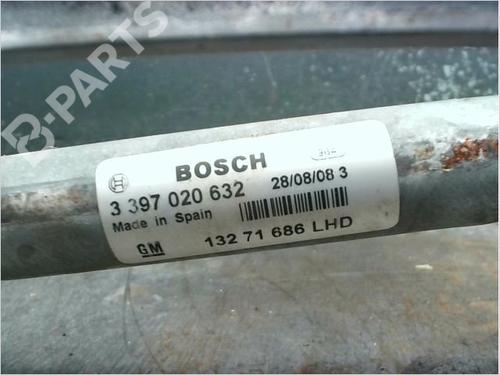 B-PARTS
BOSCH
3 397 020 632 28/08/08 3
Made in Spain
GM 132 71 686 LHD